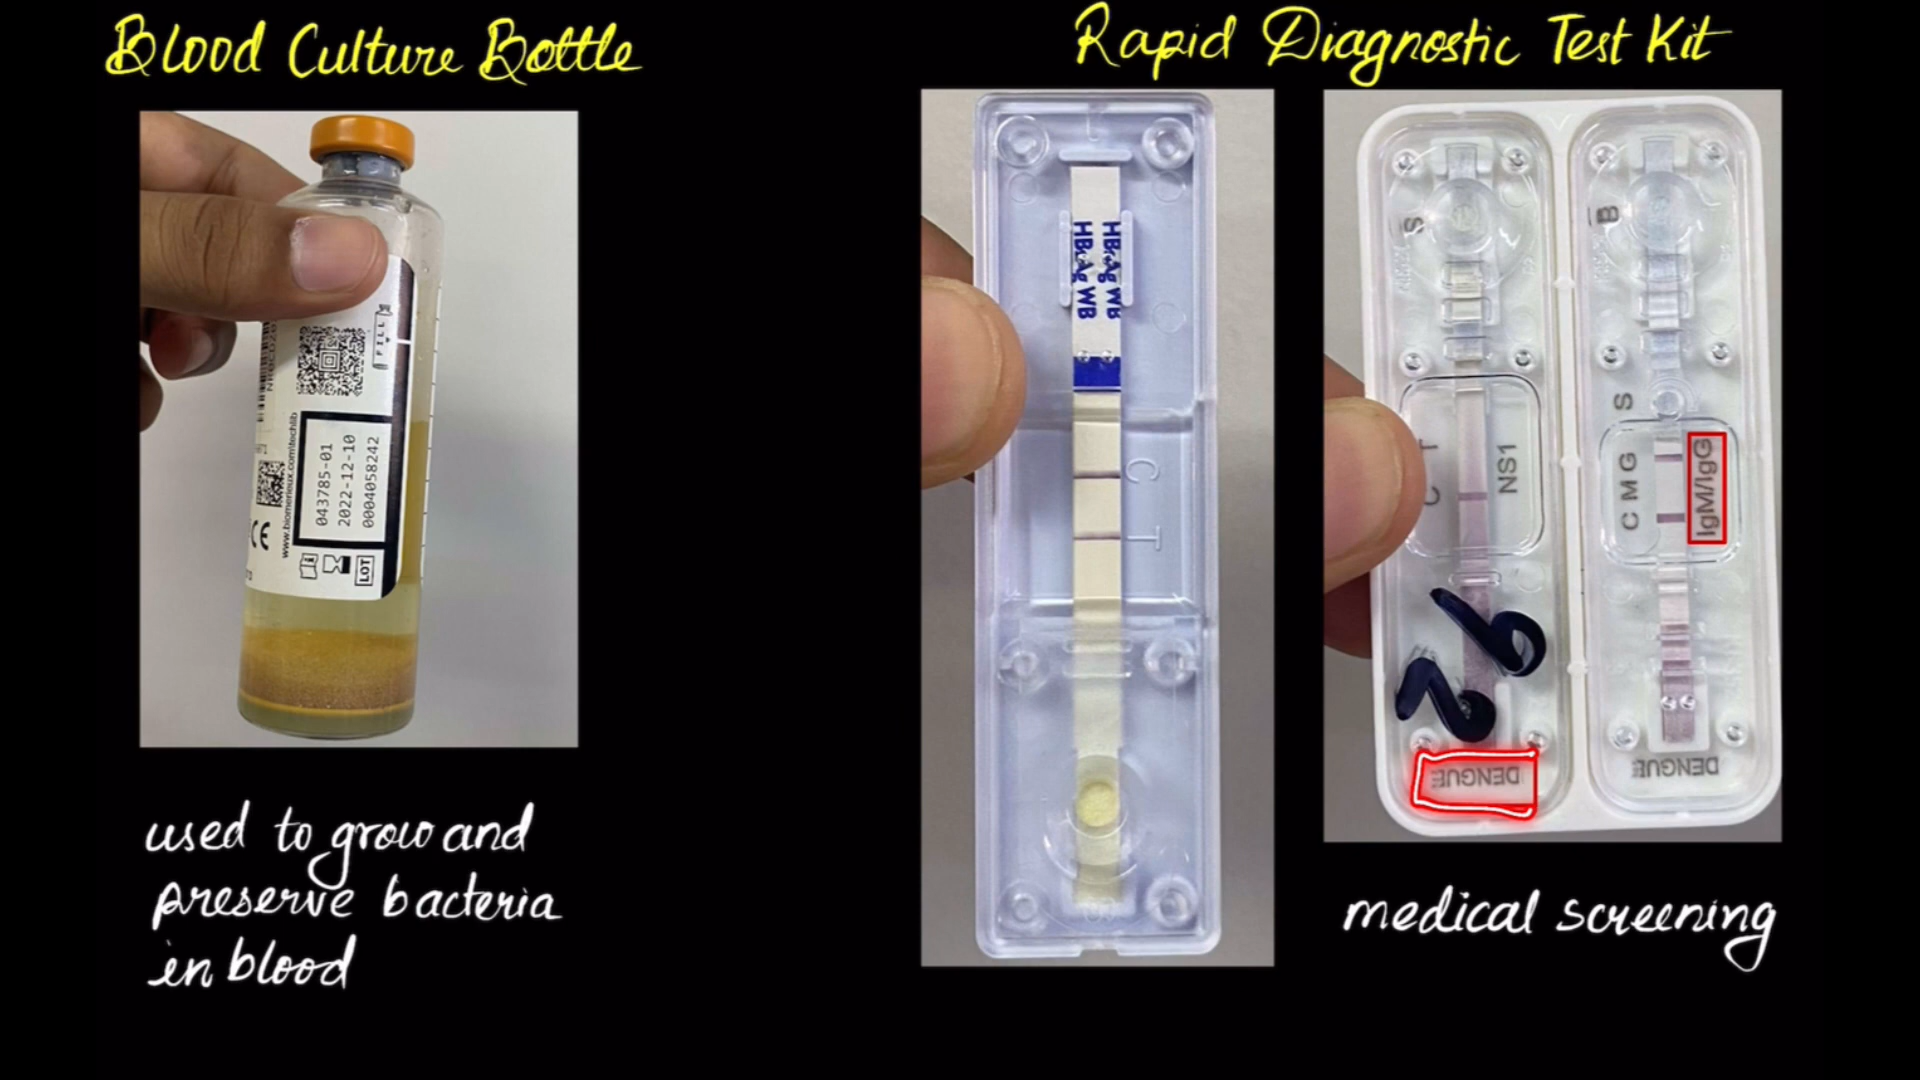 Blood Culture Bottle
Rapid Diagnostic Test Kit
FILL
www.biomerieux.com/techlib
043785-01
2022-12-10
0004058242
CE
LOT
used to grow and
preserve bacteria
in blood
HBsAg WB
HBsAg WB
C
T
S
C T
NS1
DENGUE
B
S
C M G
IgM/IgG
DENGUE
medical screening